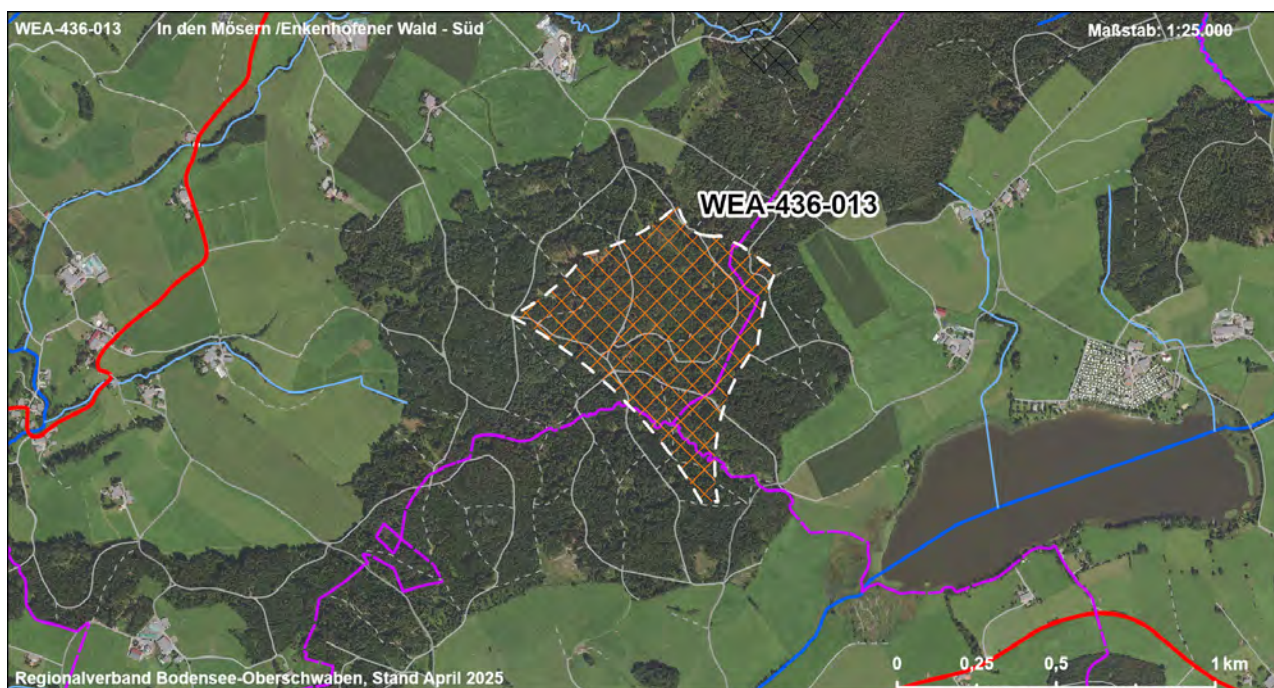 WEA-436-013 In den Mösern /Enkenhofener Wald - Süd
Maßstab: 1:25.000
WEA-436-013
0 0,25 0,5 1 km
Regionalverband Bodensee-Oberschwaben, Stand April 2025